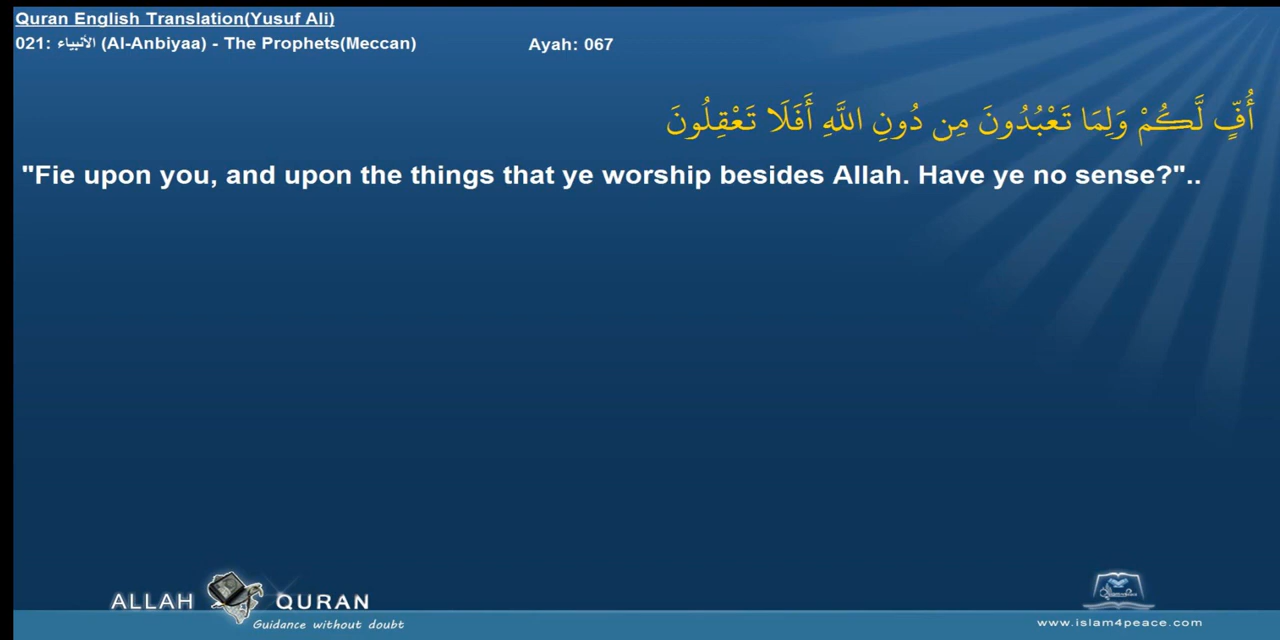 Quran English Translation(Yusuf Ali)
021: الأنبياء (Al-Anbiyaa) - The Prophets(Meccan) Ayah: 067
أُفٍّ لَّكُمْ وَلِمَا تَعْبُدُونَ مِن دُونِ اللَّهِ أَفَلَا تَعْقِلُونَ
"Fie upon you, and upon the things that ye worship besides Allah. Have ye no sense?"..
ALLAH QURAN
Guidance without doubt
www.islam4peace.com